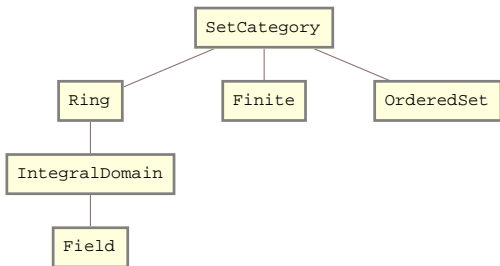 SetCategory
Ring
Finite
OrderedSet
IntegralDomain
Field